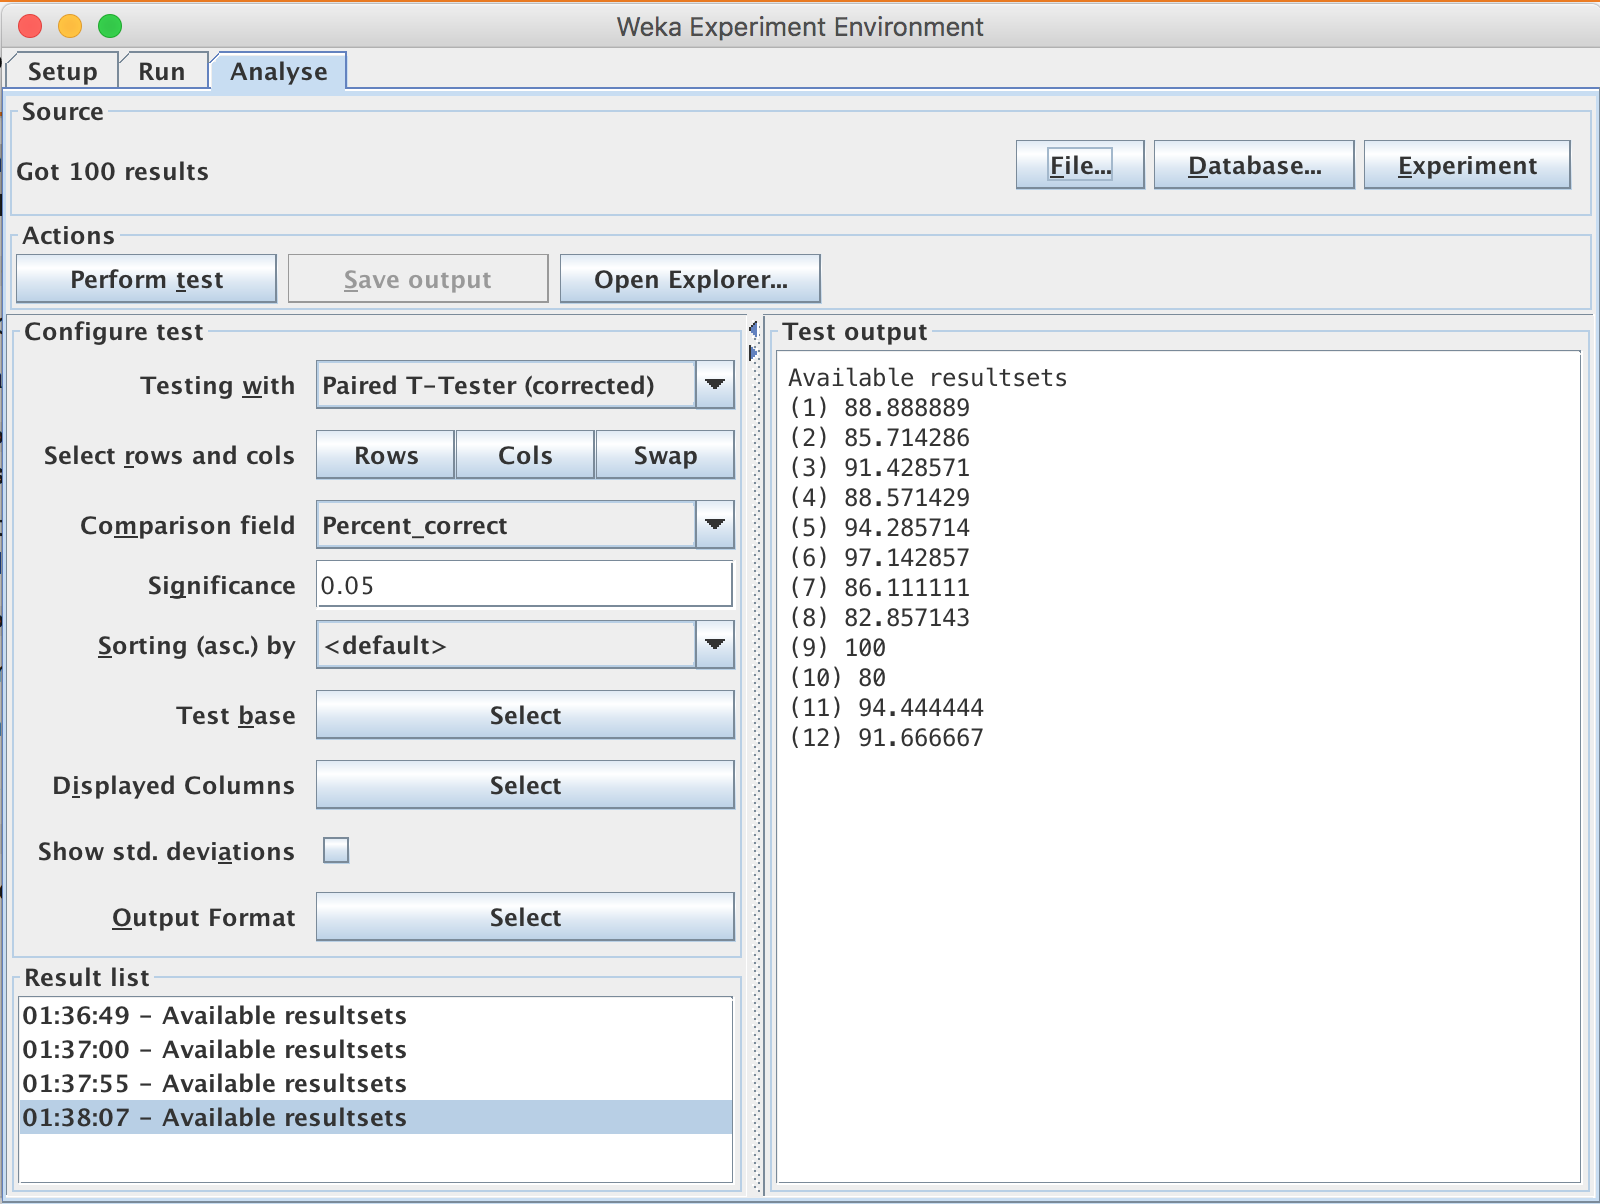 Weka Experiment Environment
Setup Run Analyse
Source
Got 100 results File... Database... Experiment
Actions
Perform test Save output Open Explorer...
Configure test
Testing with Paired T-Tester (corrected)
Select rows and cols Rows Cols Swap
Comparison field Percent_correct
Significance 0.05
Sorting (asc.) by <default>
Test base Select
Displayed Columns Select
Show std. deviations
Output Format Select
Result list
01:36:49 - Available resultsets
01:37:00 - Available resultsets
01:37:55 - Available resultsets
01:38:07 - Available resultsets
Test output
Available resultsets
(1) 88.888889
(2) 85.714286
(3) 91.428571
(4) 88.571429
(5) 94.285714
(6) 97.142857
(7) 86.111111
(8) 82.857143
(9) 100
(10) 80
(11) 94.444444
(12) 91.666667